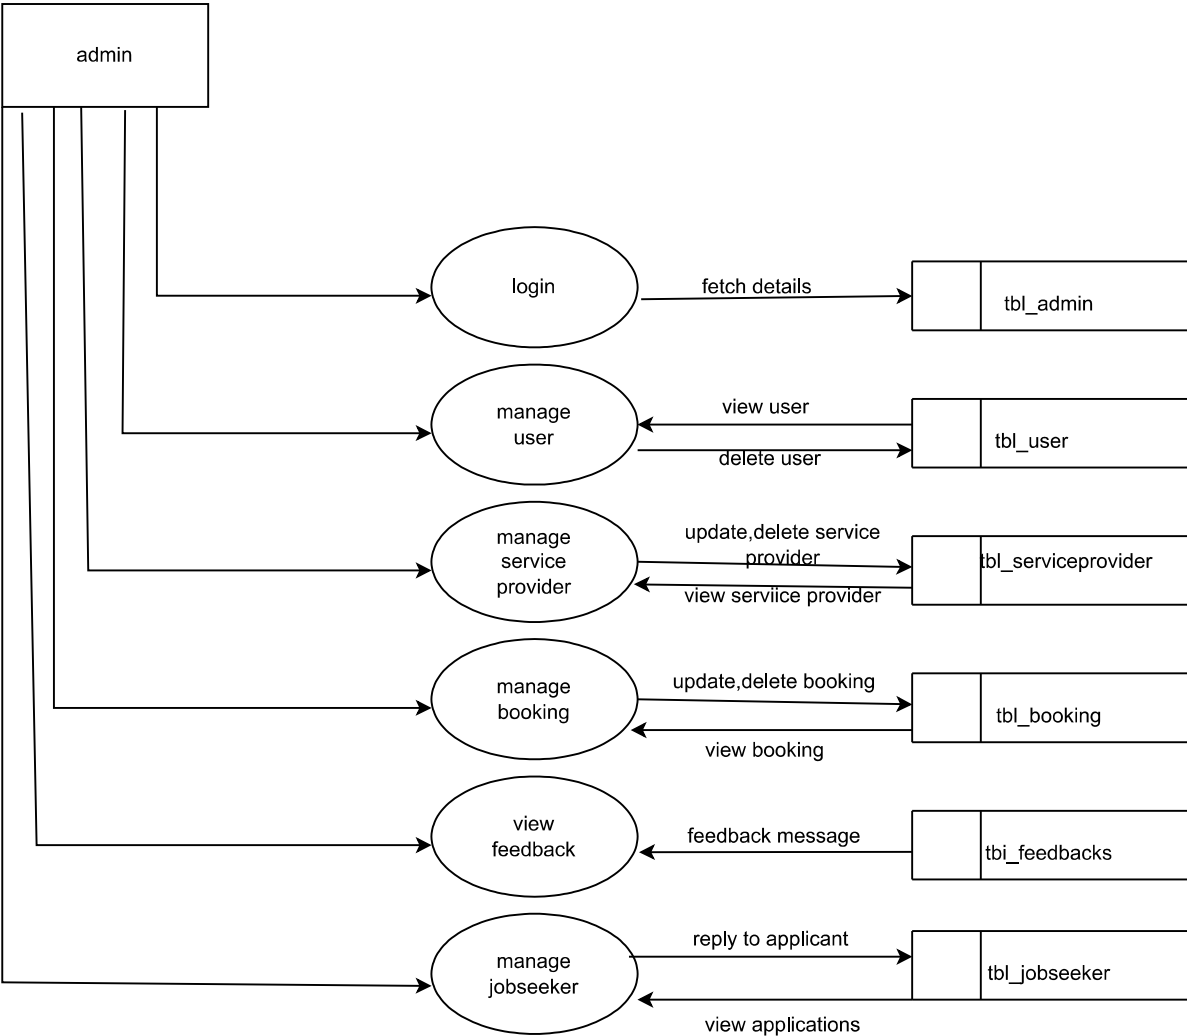 admin
login
fetch details
tbl_admin
manage
user
view user
delete user
tbl_user
manage
service
provider
update,delete service
provider
view serviice provider
tbl_serviceprovider
manage
booking
update,delete booking
view booking
tbl_booking
view
feedback
feedback message
tbi_feedbacks
manage
jobseeker
reply to applicant
view applications
tbl_jobseeker